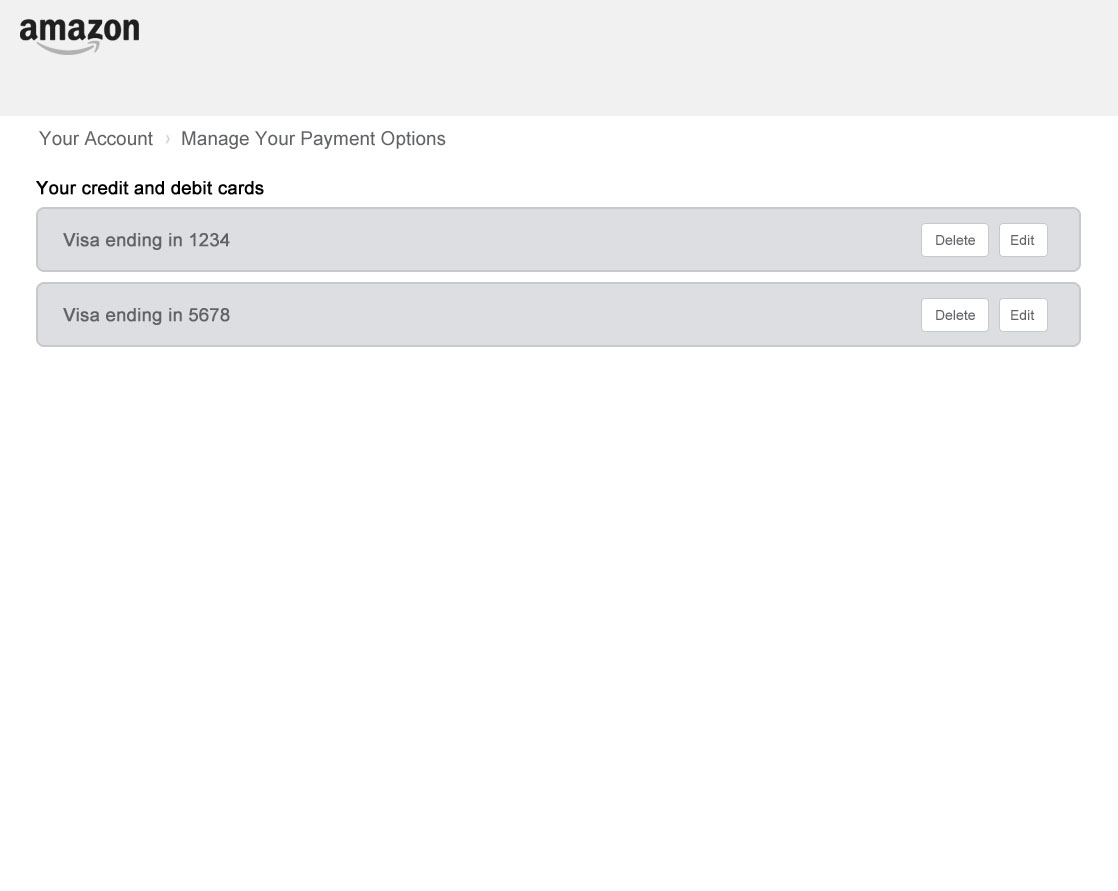 amazon
Your Account › Manage Your Payment Options
Your credit and debit cards
Visa ending in 1234 Delete Edit
Visa ending in 5678 Delete Edit